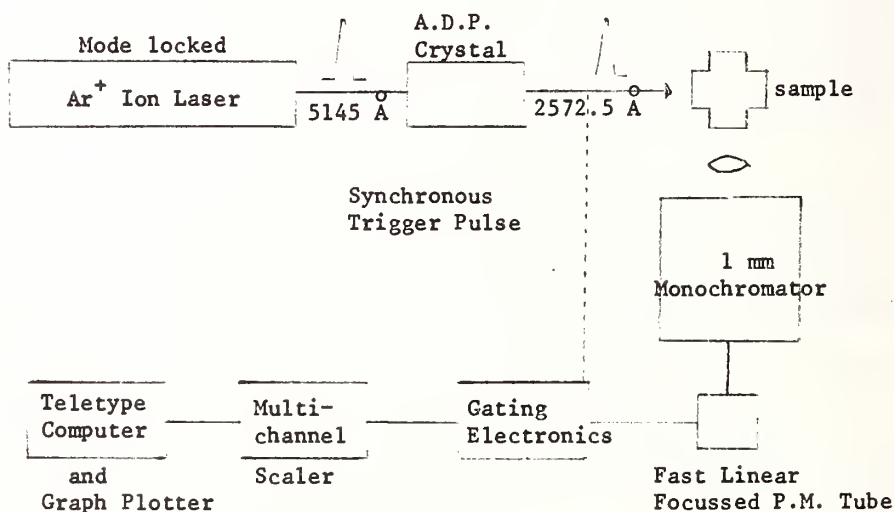 Mode locked
Ar+ Ion Laser
5145 Å
A.D.P.
Crystal
2572.5 Å
sample
Synchronous
Trigger Pulse
1 mm
Monochromator
Teletype
Computer
and
Graph Plotter
Multi-
channel
Scaler
Gating
Electronics
Fast Linear
Focussed P.M. Tube